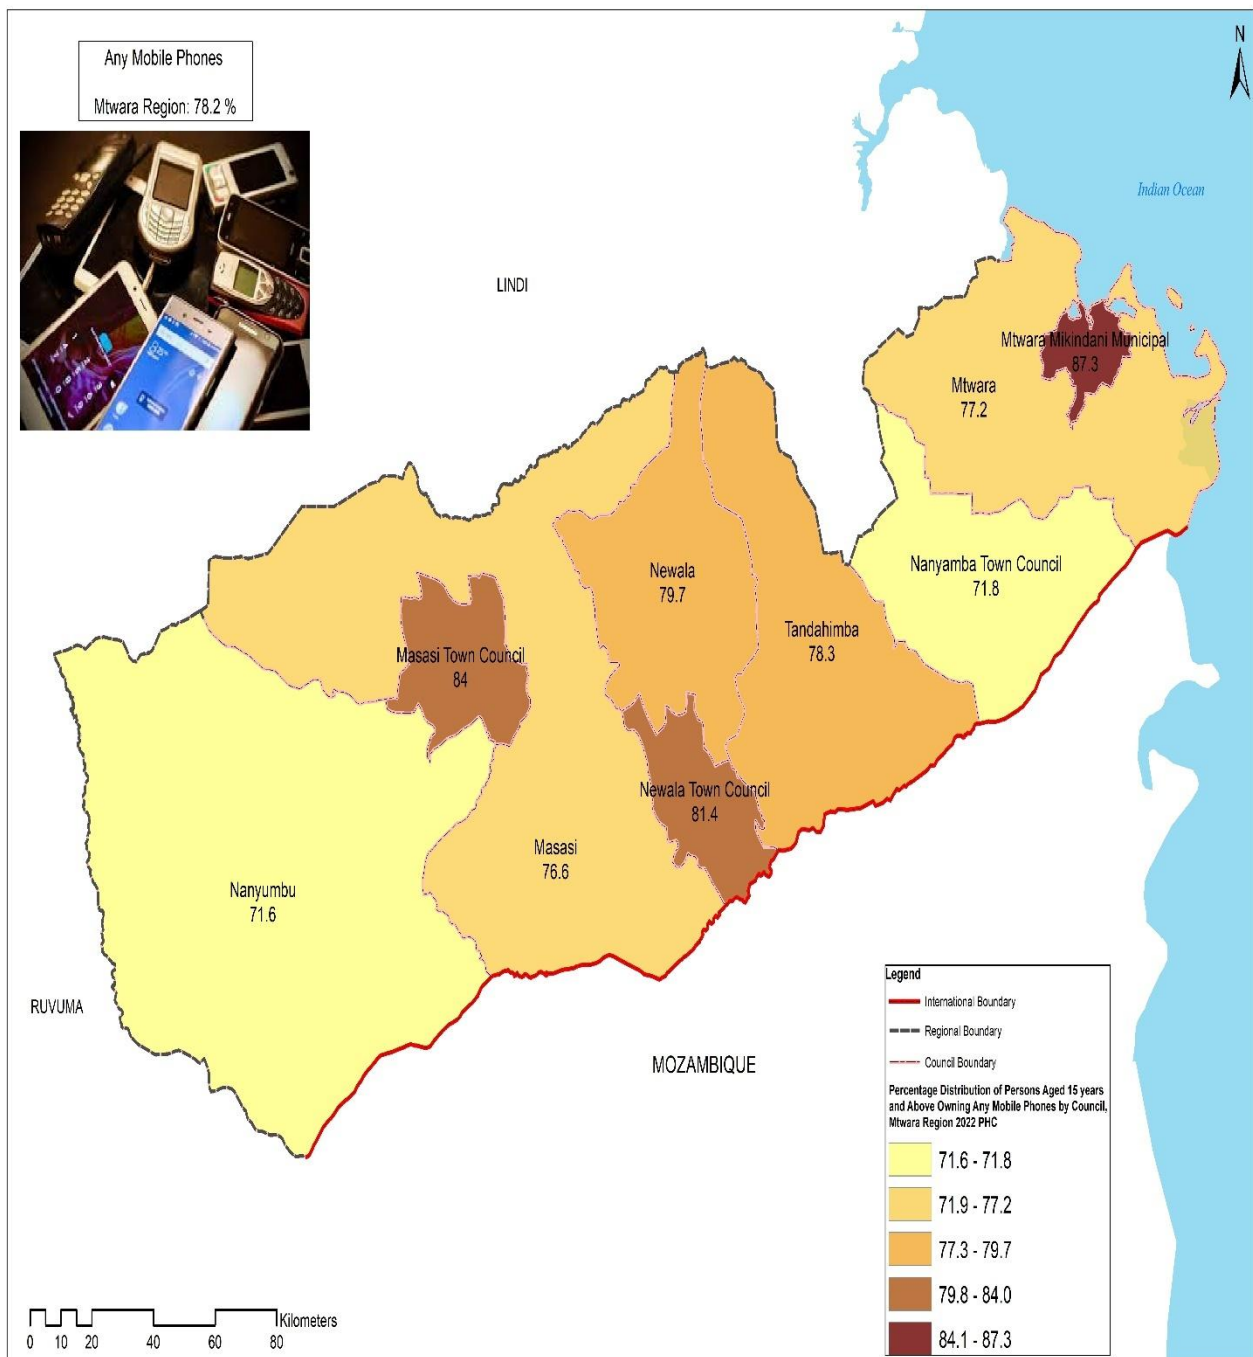 Any Mobile Phones
Mtwara Region: 78.2 %
N
Indian Ocean
LINDI
Mtwara Mikindani Municipal
87.3
Mtwara
77.2
Nanyamba Town Council
71.8
Newala
79.7
Tandahimba
78.3
Masasi Town Council
84
Newala Town Council
81.4
Masasi
76.6
Nanyumbu
71.6
RUVUMA
MOZAMBIQUE
Legend
International Boundary
Regional Boundary
Council Boundary
Percentage Distribution of Persons Aged 15 years
and Above Owning Any Mobile Phones by Council,
Mtwara Region 2022 PHC
71.6 - 71.8
71.9 - 77.2
77.3 - 79.7
79.8 - 84.0
84.1 - 87.3
Kilometers
0 10 20 40 60 80